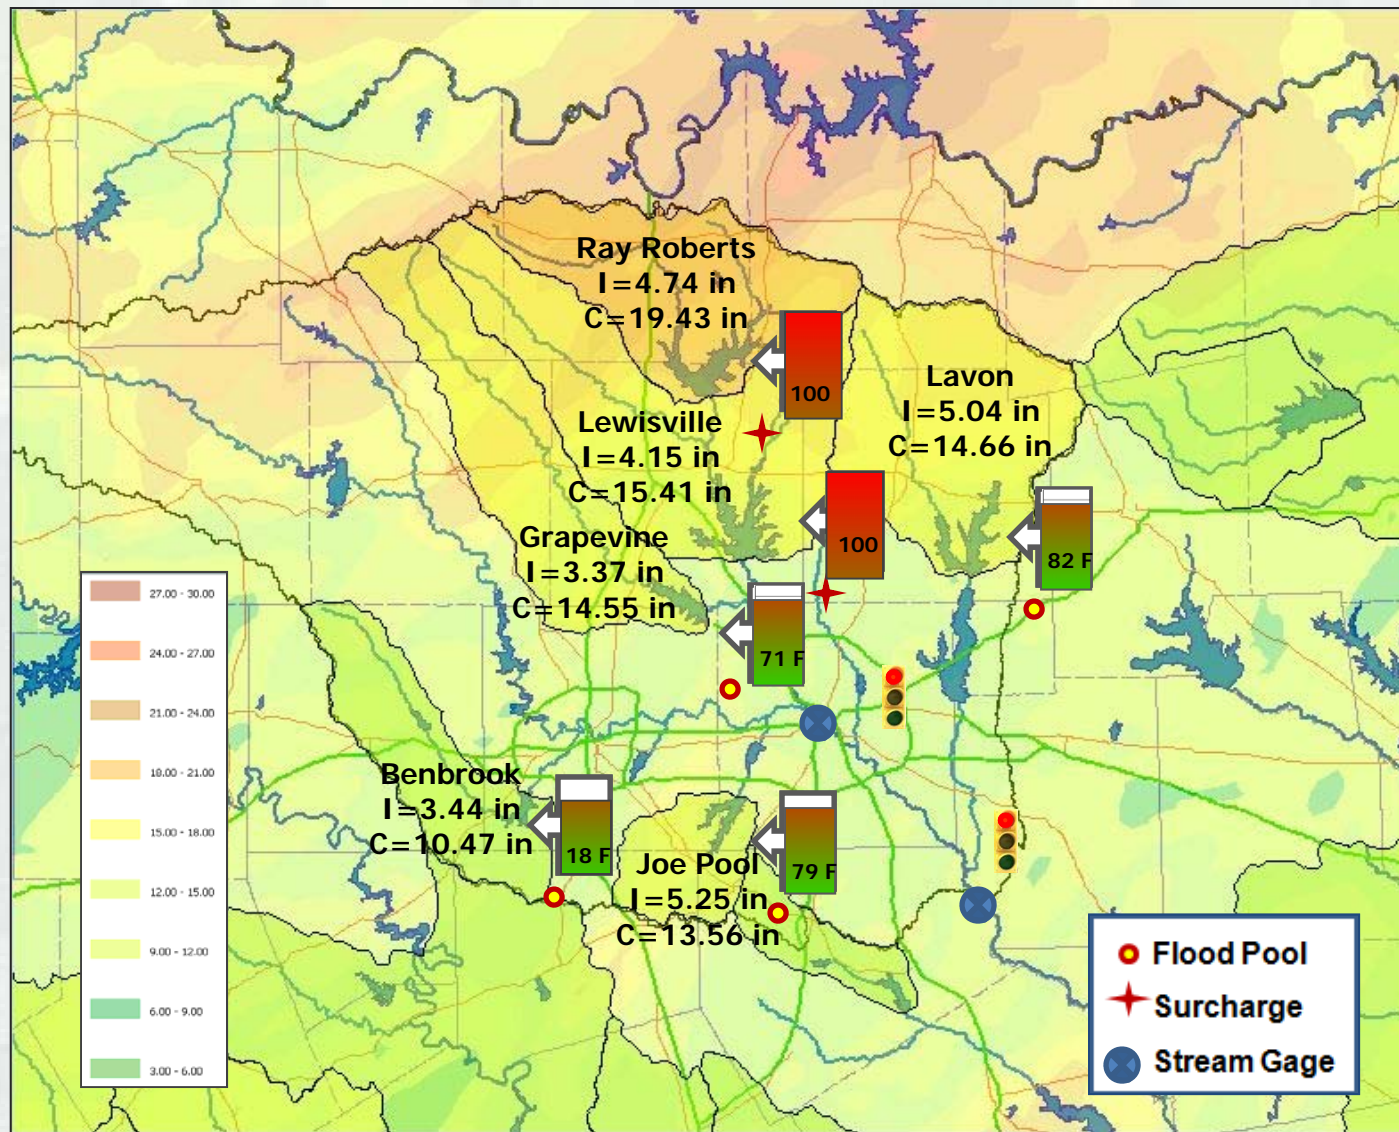 Ray Roberts
I=4.74 in
C=19.43 in
100
Lavon
I=5.04 in
C=14.66 in
82 F
Lewisville
I=4.15 in
C=15.41 in
100
Grapevine
I=3.37 in
C=14.55 in
71 F
Benbrook
I=3.44 in
C=10.47 in
18 F
Joe Pool
I=5.25 in
C=13.56 in
79 F
27.00 - 30.00
24.00 - 27.00
21.00 - 24.00
18.00 - 21.00
15.00 - 18.00
12.00 - 15.00
9.00 - 12.00
6.00 - 9.00
3.00 - 6.00
Flood Pool
Surcharge
Stream Gage